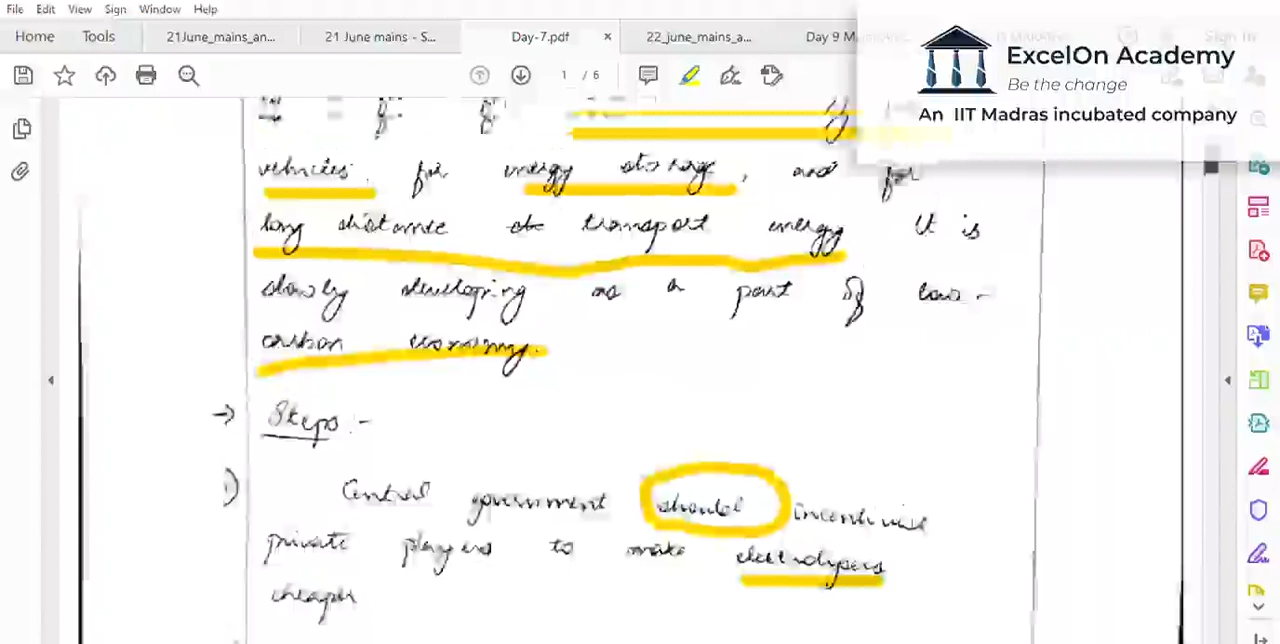 File Edit View Sign Window Help
Home Tools 21June_mains_an... 21 June mains - S... Day-7.pdf × 22_june_mains_a... Day 9 M
1 / 6
ExcelOn Academy
Be the change
An IIT Madras incubated company
vehicles. for energy storage, and for
long distance transport energy It is
slowly developing as a part of low-
carbon economy.
→ Steps :-
1) Central government should incentivise
private players to make electrolysers
cheaper